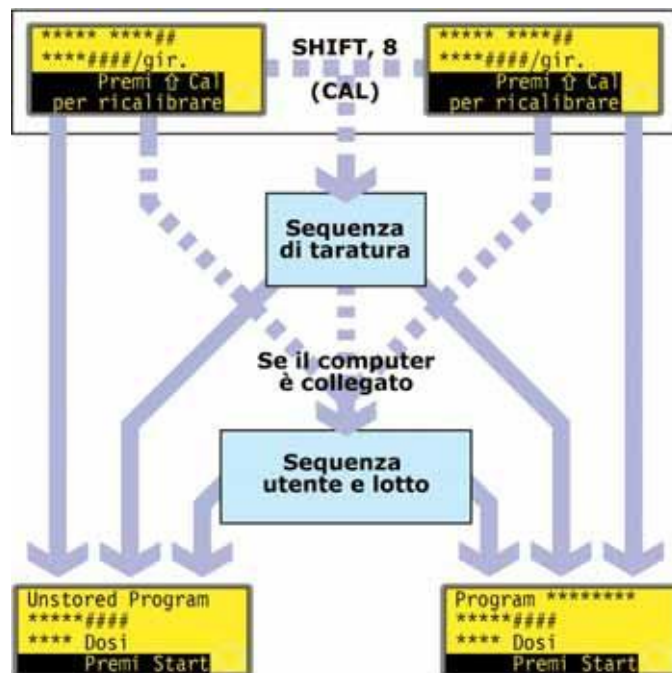 ***** ****##
****####/gir.
Premi ⇧ Cal
per ricalibrare
SHIFT, 8
(CAL)
***** ****##
****####/gir.
Premi ⇧ Cal
per ricalibrare
Sequenza
di taratura
Se il computer
è collegato
Sequenza
utente e lotto
Unstored Program
*****####
**** Dosi
Premi Start
Program ********
*****####
**** Dosi
Premi Start